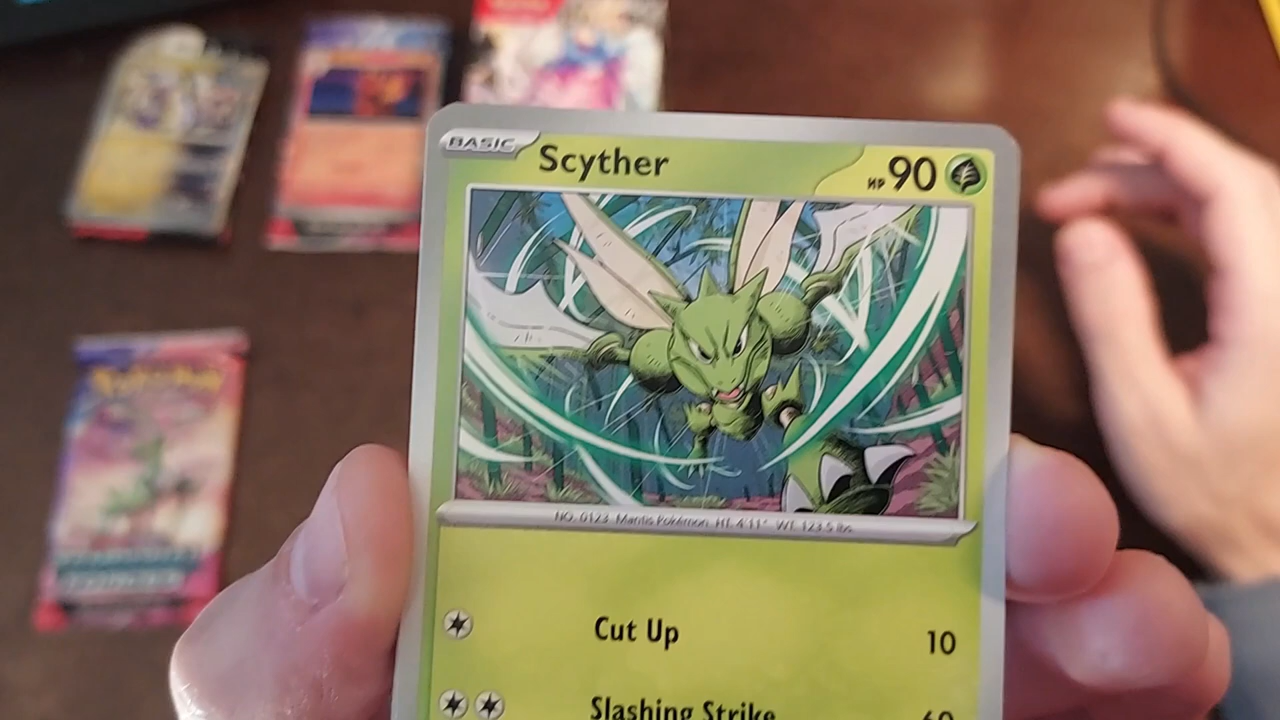 BASIC Scyther HP 90
NO. 0123 Mantis Pokémon HT: 4'11" WT: 123.5 lbs.
Cut Up 10
Slashing Strike 60
Pokémon